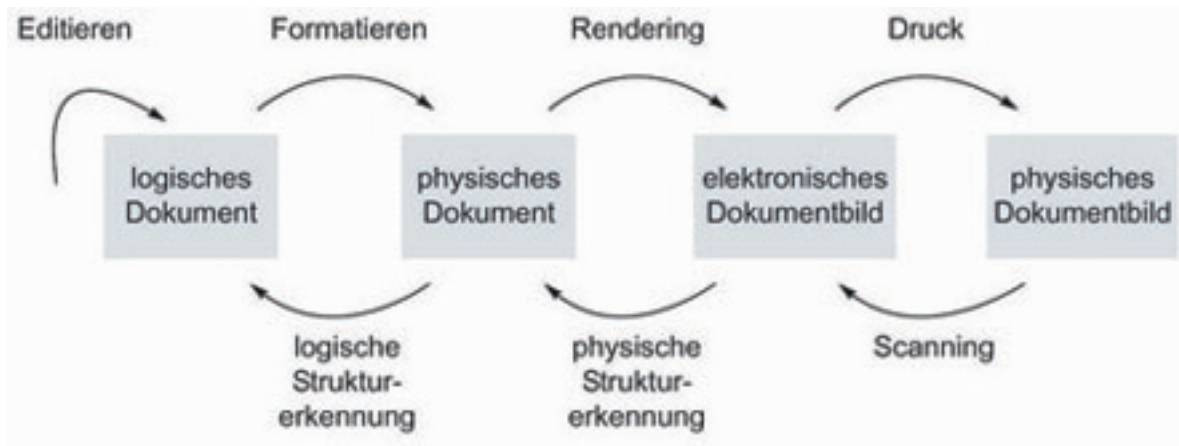 Editieren
Formatieren
Rendering
Druck
logisches
Dokument
physisches
Dokument
elektronisches
Dokumentbild
physisches
Dokumentbild
logische
Struktur-
erkennung
physische
Struktur-
erkennung
Scanning